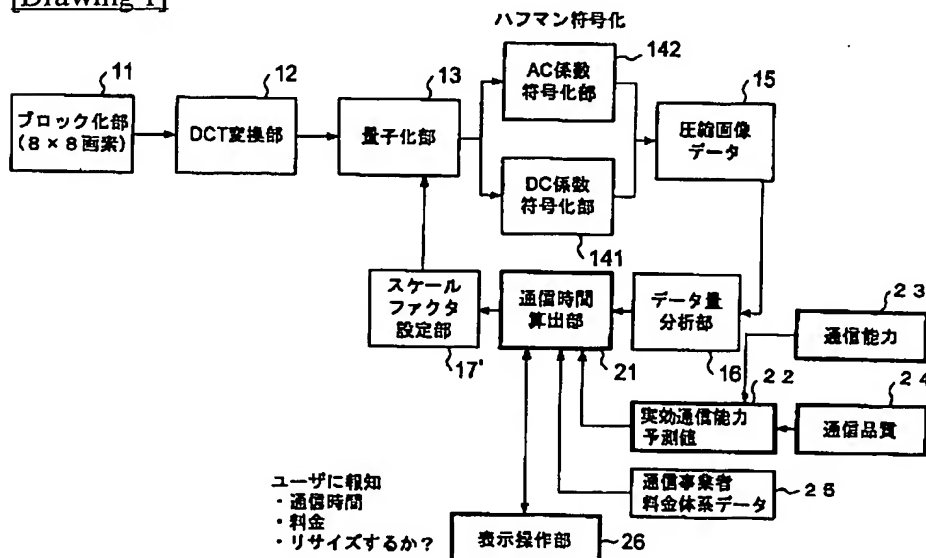 [Drawing 1]
ハフマン符号化
11
ブロック化部
(8×8画素)
12
DCT変換部
13
量子化部
142
AC係数
符号化部
DC係数
符号化部
141
15
圧縮画像
データ
スケール
ファクタ
設定部
17'
通信時間
算出部
21
データ量
分析部
16
23
通信能力
22
実効通信能力
予測値
24
通信品質
通信事業者
料金体系データ
25
ユーザに報知
・通信時間
・料金
・リサイズするか？
表示操作部
26